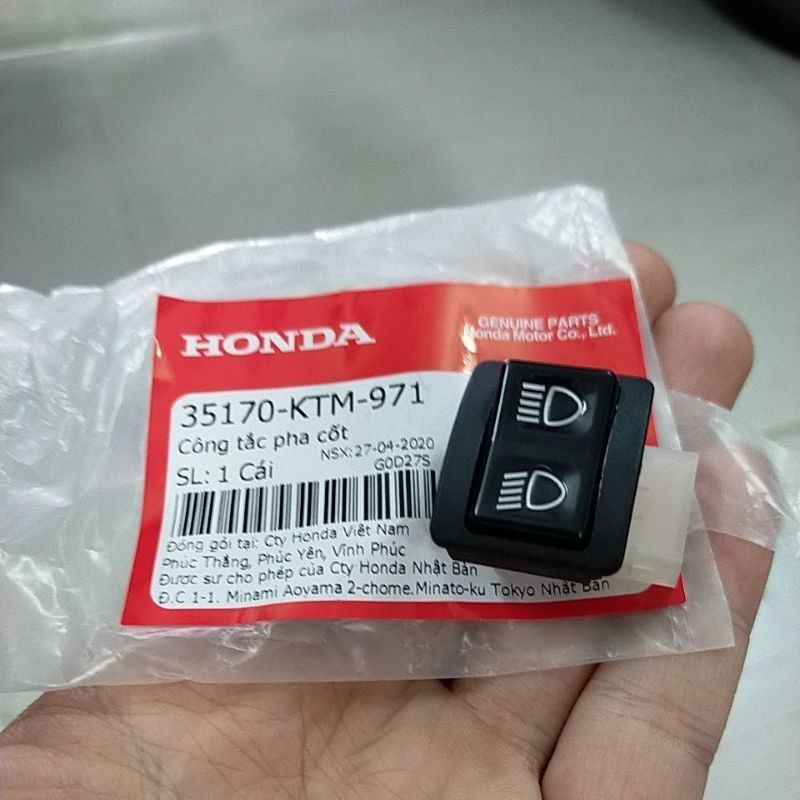 HONDA
GENUINE PARTS
Honda Motor Co., Ltd.
35170-KTM-971
Công tắc pha cốt
NSX: 27-04-2020
SL: 1 Cái
G0D27S
Đóng gói tại: Cty Honda Việt Nam
Phúc Thắng, Phúc Yên, Vĩnh Phúc
Được sự cho phép của Cty Honda Nhật Bản
Đ.C 1-1. Minami Aoyama 2-chome.Minato-ku Tokyo Nhật Bản